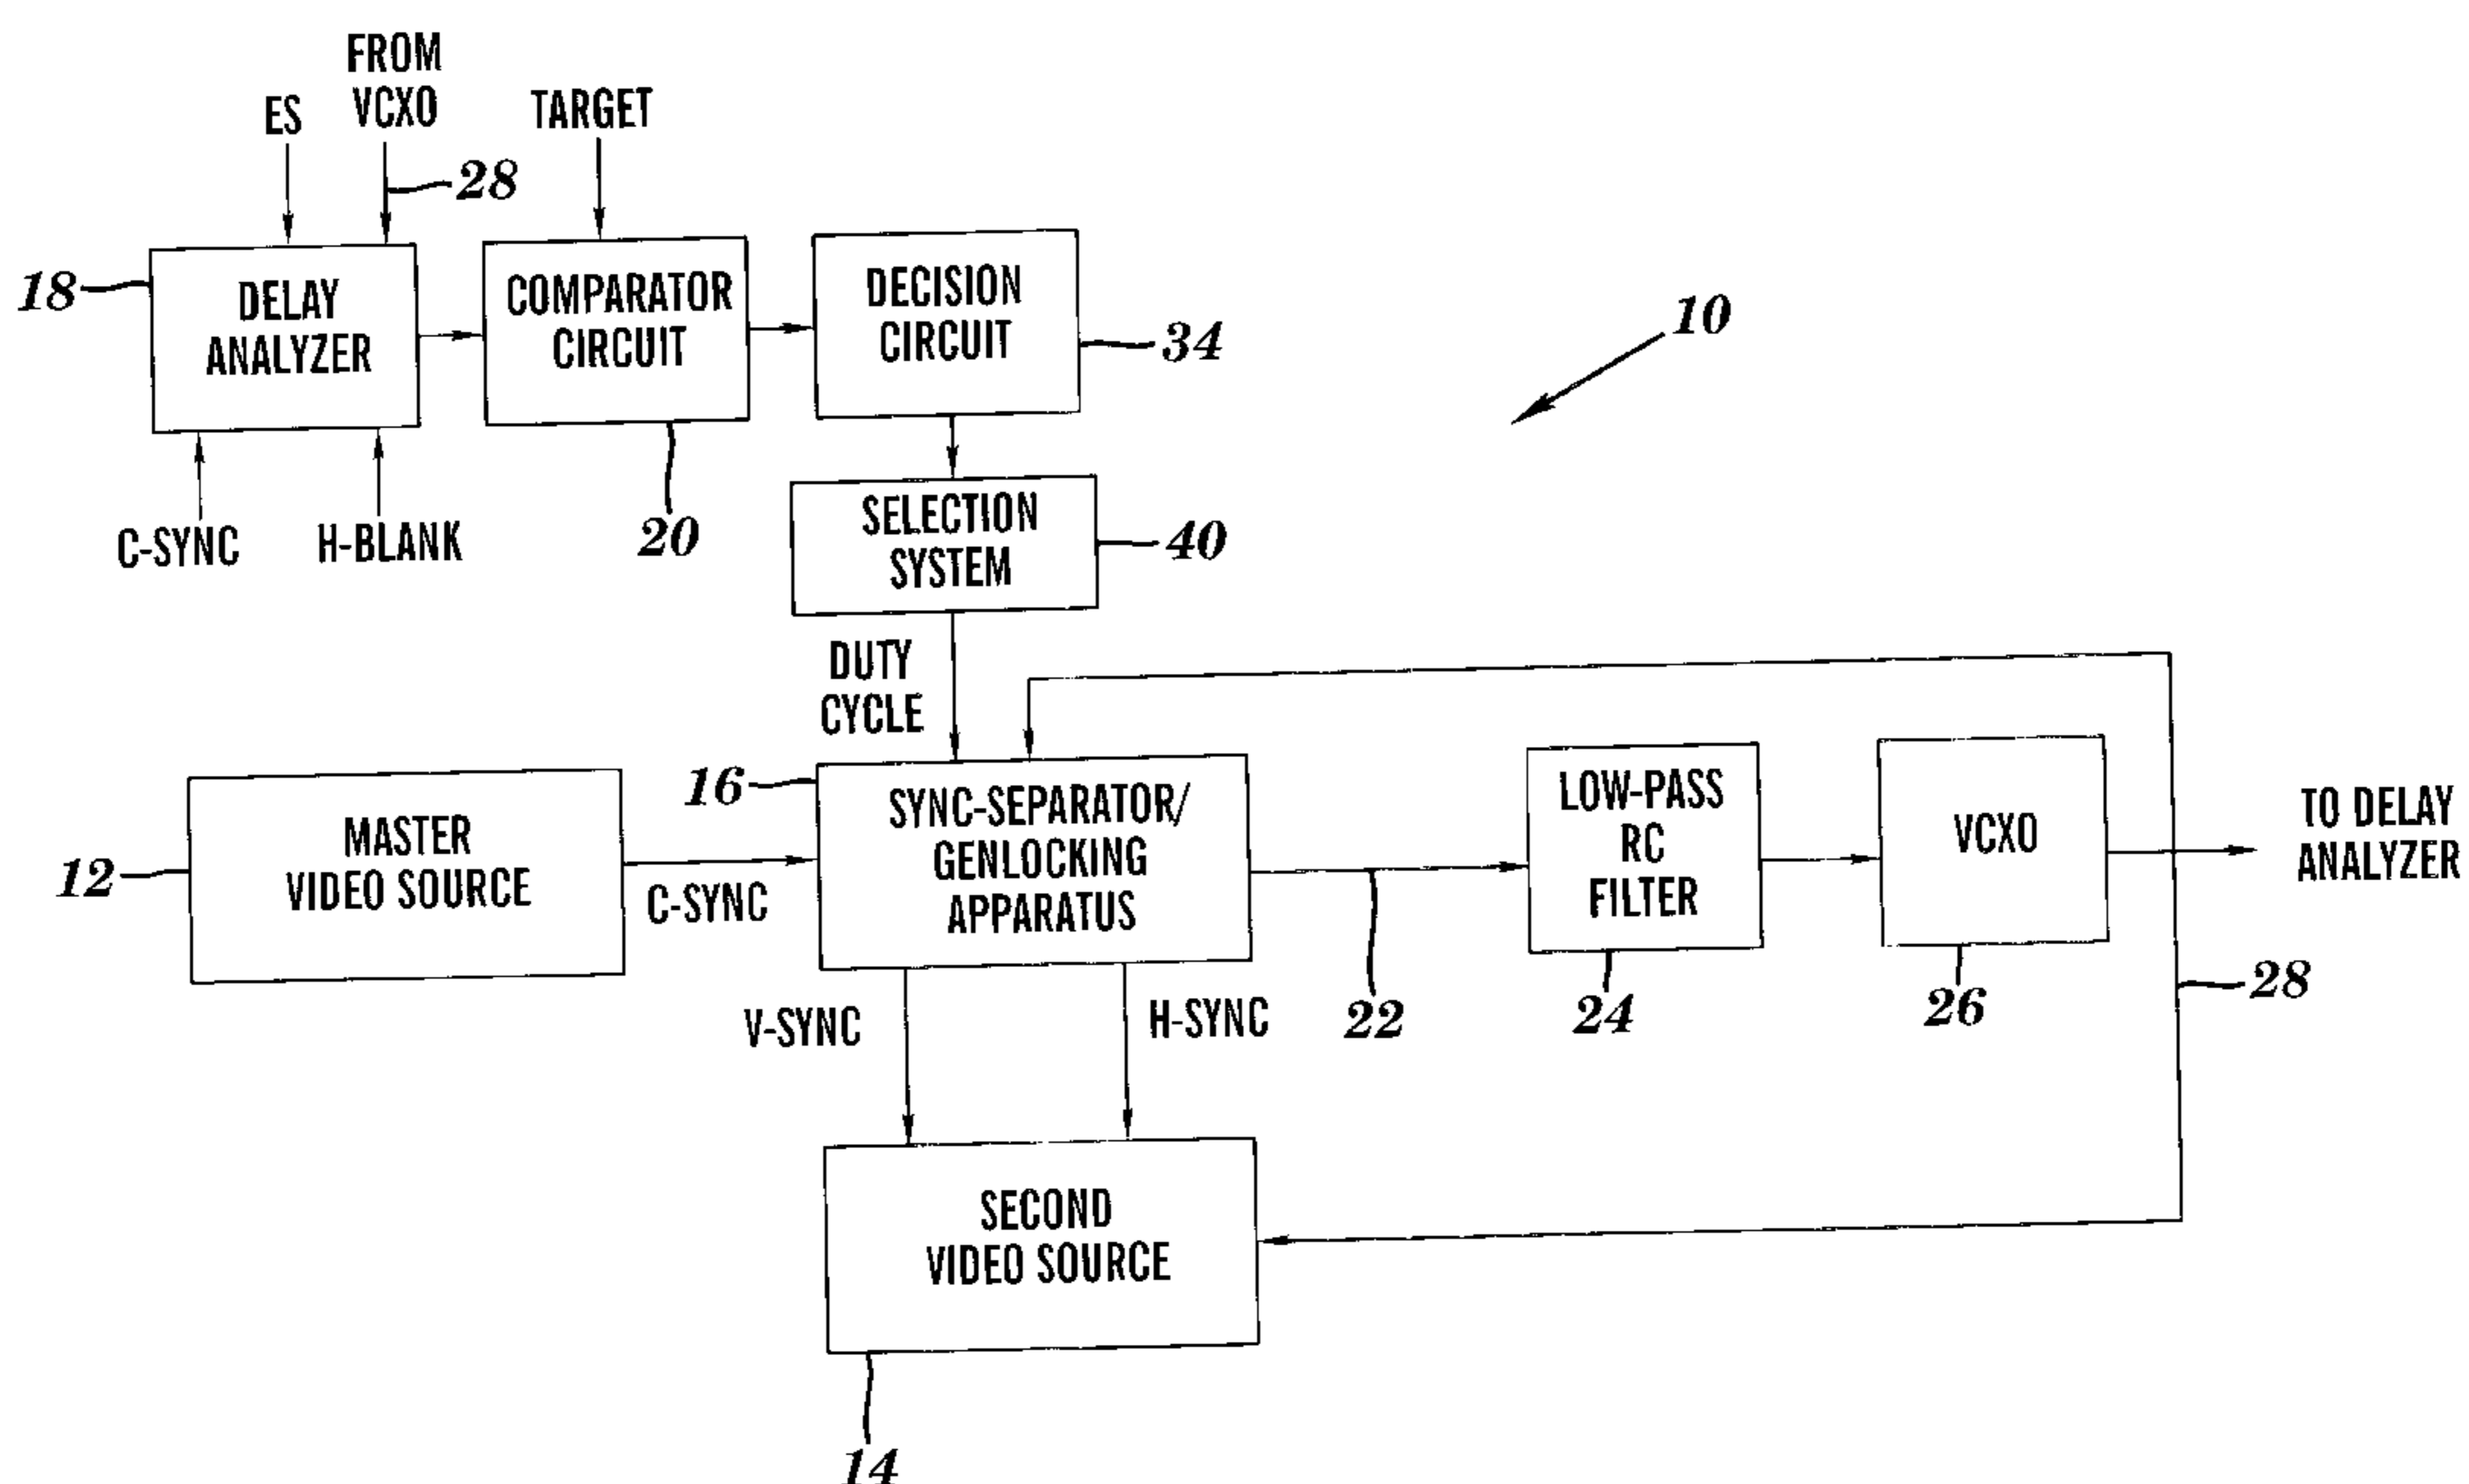 FROM
VCXO
ES
TARGET
28
18
DELAY
ANALYZER
COMPARATOR
CIRCUIT
DECISION
CIRCUIT
34
10
C-SYNC
H-BLANK
20
SELECTION
SYSTEM
40
DUTY
CYCLE
12
MASTER
VIDEO SOURCE
C-SYNC
16
SYNC-SEPARATOR/
GENLOCKING
APPARATUS
22
LOW-PASS
RC
FILTER
24
VCXO
26
TO DELAY
ANALYZER
28
V-SYNC
H-SYNC
SECOND
VIDEO SOURCE
14